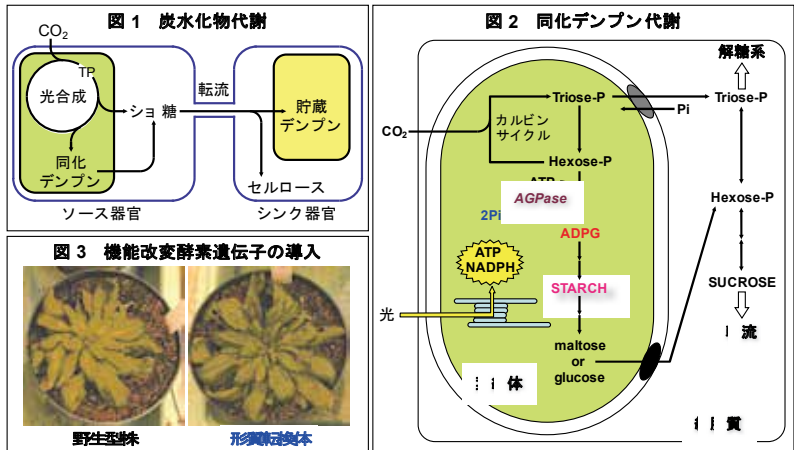 図 1　炭水化物代謝
CO2
TP
光合成
ショ 糖
転流
貯蔵
デンプン
同化
デンプン
セルロース
ソース器官
シンク器官
図 2　同化デンプン代謝
解糖系
Triose-P
Triose-P
Pi
カルビン
サイクル
CO2
Hexose-P
Hexose-P
AGPase
2Pi
ADPG
ATP
NADPH
STARCH
SUCROSE
光
流
maltose
or
glucose
体
質
図 3　機能改変酵素遺伝子の導入
野生型株
形質転換体